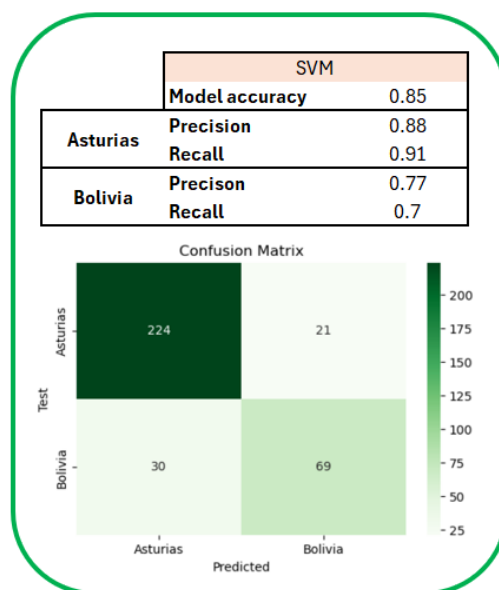 SVM
Model accuracy 0.85
Asturias
Precision 0.88
Recall 0.91
Bolivia
Precison 0.77
Recall 0.7
Confusion Matrix
Asturias 224 21
Test
Bolivia 30 69
Asturias Bolivia
Predicted
200
175
150
125
100
75
50
25